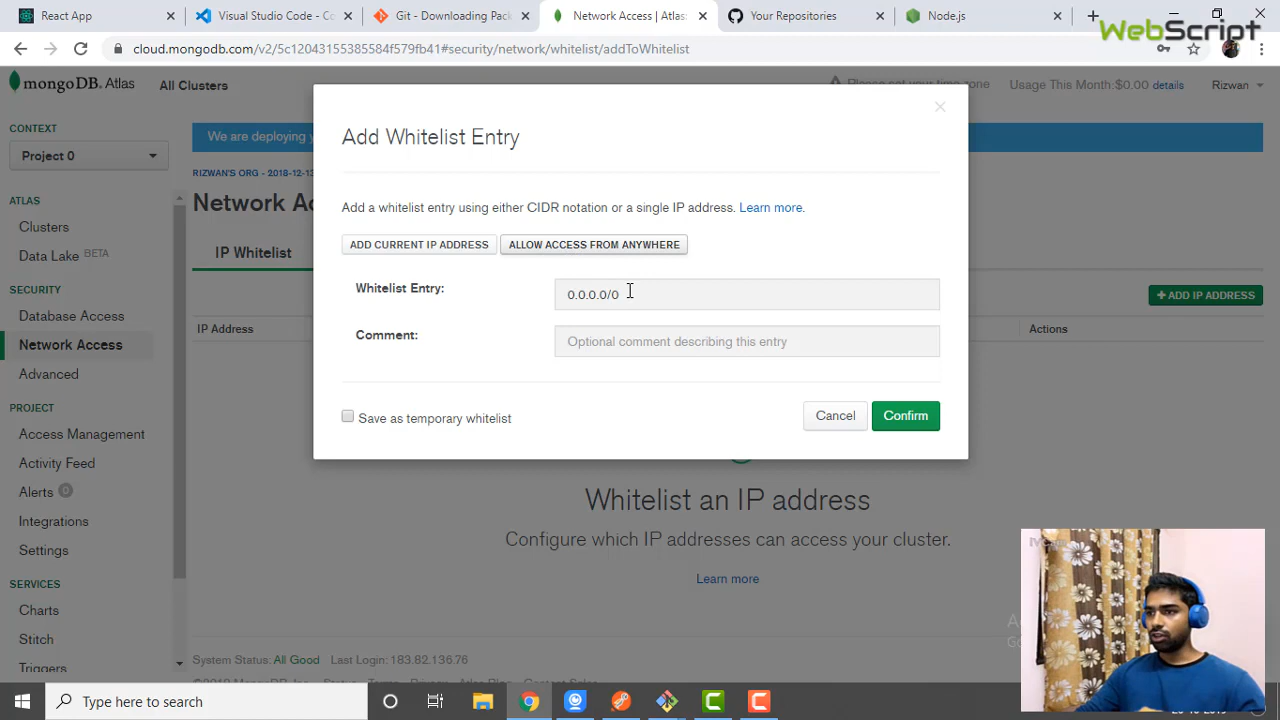 React App
Visual Studio Code - Co
Git - Downloading Pack
Network Access | Atlas:
Your Repositories
Node.js
WebScript
cloud.mongodb.com/v2/5c12043155385584f579fb41#security/network/whitelist/addToWhitelist
mongoDB. Atlas
All Clusters
Please set your time zone
Usage This Month:$0.00 details
Rizwan
CONTEXT
Project 0
We are deploying
RIZWAN'S ORG - 2018-12-13
Network A
ATLAS
Clusters
Data Lake BETA
SECURITY
Database Access
Network Access
Advanced
PROJECT
Access Management
Activity Feed
Alerts 0
Integrations
Settings
SERVICES
Charts
Stitch
Triggers
IP Whitelist
+ ADD IP ADDRESS
IP Address
Actions
Add Whitelist Entry
Add a whitelist entry using either CIDR notation or a single IP address. Learn more.
ADD CURRENT IP ADDRESS
ALLOW ACCESS FROM ANYWHERE
Whitelist Entry:
0.0.0.0/0
Comment:
Optional comment describing this entry
Save as temporary whitelist
Cancel
Confirm
Whitelist an IP address
Configure which IP addresses can access your cluster.
Learn more
System Status: All Good Last Login: 183.82.136.76
Type here to search